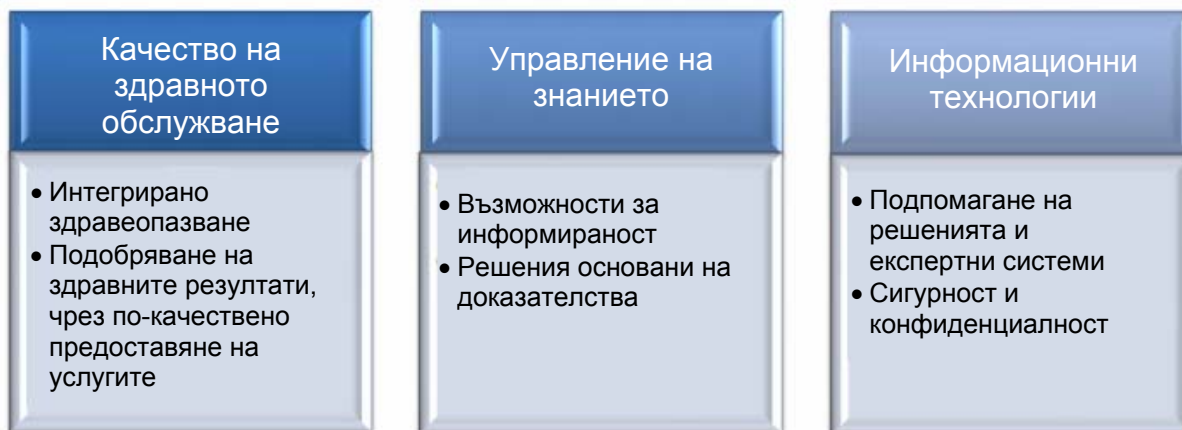 Качество на
здравното
обслужване
• Интегрирано
здравеопазване
• Подобряване на
здравните резултати,
чрез по-качествено
предоставяне на
услугите
Управление на
знанието
• Възможности за
информираност
• Решения основани на
доказателства
Информационни
технологии
• Подпомагане на
решенията и
експертни системи
• Сигурност и
конфиденциалност